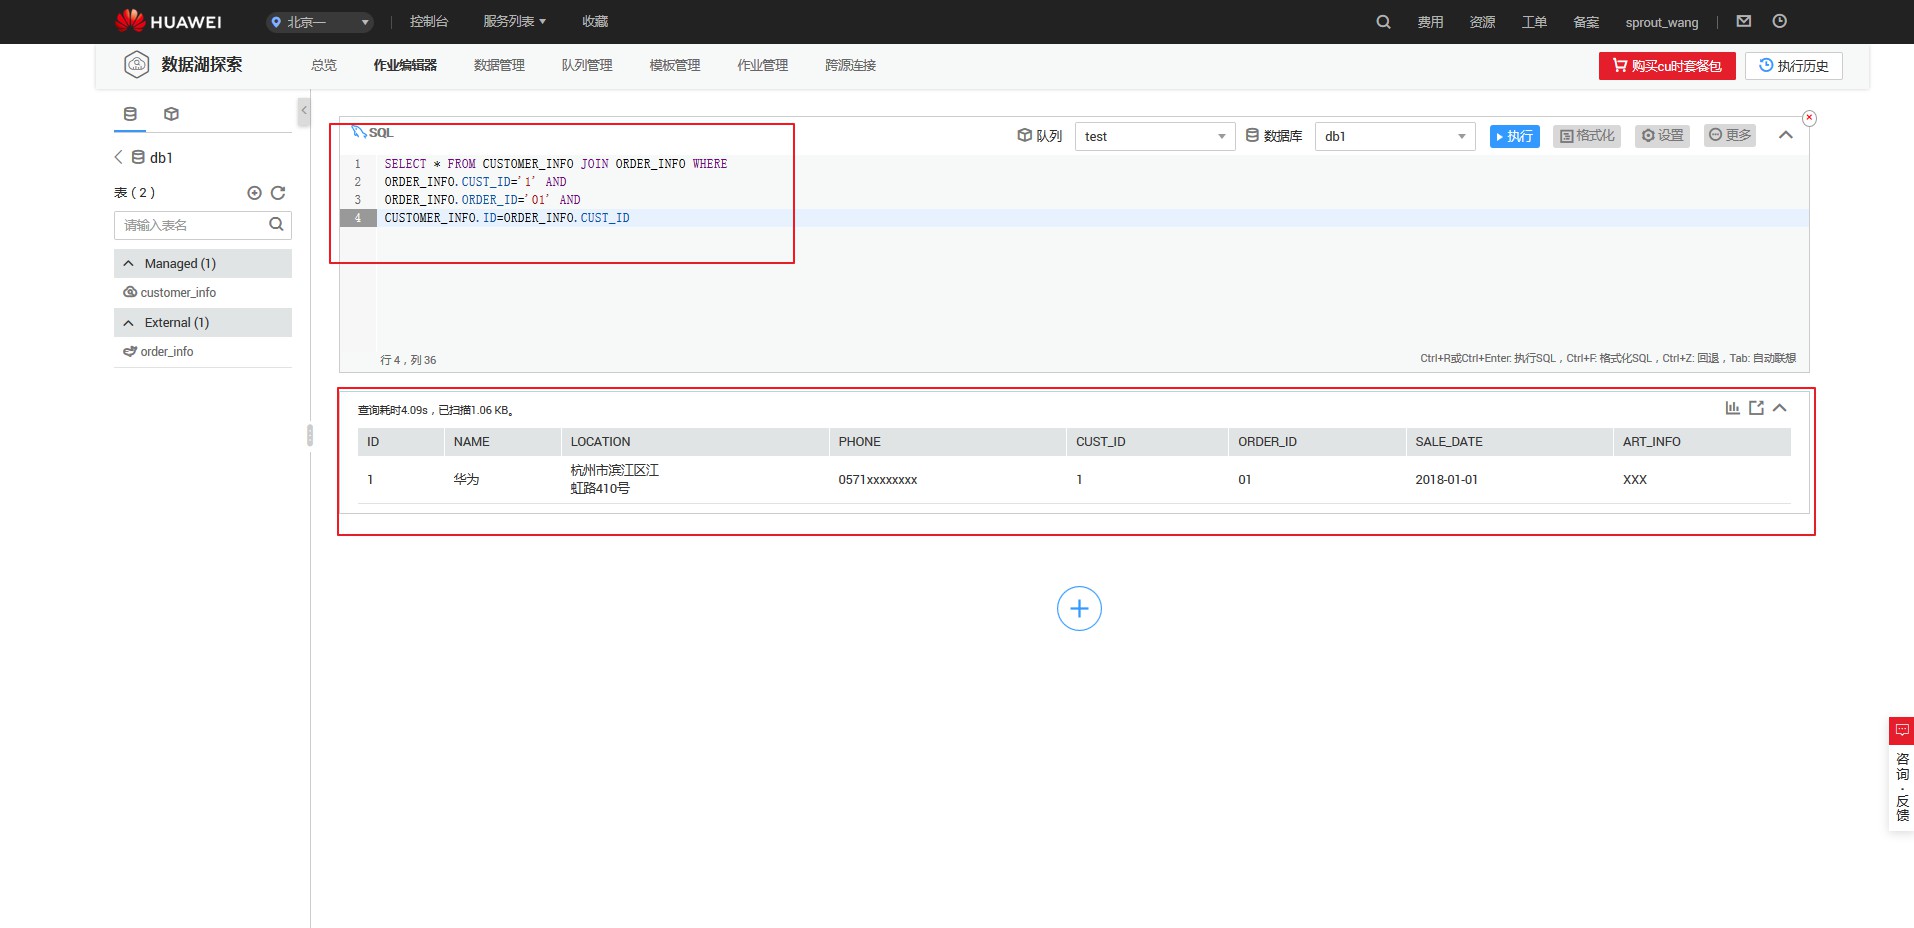 HUAWEI 北京一 控制台 服务列表 收藏 费用 资源 工单 备案 sprout_wang
数据湖探索 总览 作业编辑器 数据管理 队列管理 模板管理 作业管理 跨源连接 购买cu时套餐包 执行历史
db1
表 ( 2 )
请输入表名
Managed (1)
customer_info
External (1)
order_info
SQL 队列 test 数据库 db1 执行 格式化 设置 更多
1 SELECT * FROM CUSTOMER_INFO JOIN ORDER_INFO WHERE
2 ORDER_INFO.CUST_ID='1' AND
3 ORDER_INFO.ORDER_ID='01' AND
4 CUSTOMER_INFO.ID=ORDER_INFO.CUST_ID
行 4，列 36 Ctrl+R或Ctrl+Enter: 执行SQL，Ctrl+F: 格式化SQL，Ctrl+Z: 回退，Tab: 自动联想
查询耗时4.09s，已扫描1.06 KB。
ID NAME LOCATION PHONE CUST_ID ORDER_ID SALE_DATE ART_INFO
1 华为 杭州市滨江区江
虹路410号 0571xxxxxxxx 1 01 2018-01-01 XXX
咨询·反馈